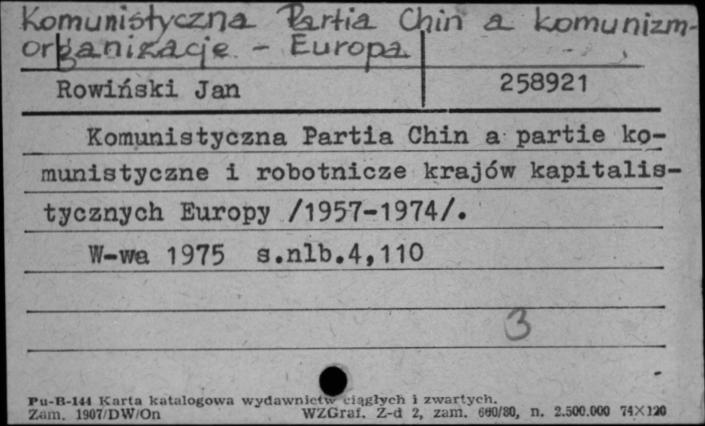 Komunistyczna Partia Chin a komunizm-
organizacje - Europa
Rowiński Jan 258921
Komunistyczna Partia Chin a partie ko-
munistyczne i robotnicze krajów kapitalis-
tycznych Europy /1957-1974/.
W-wa 1975 s.nlb.4,110
3
Pu-B-144 Karta katalogowa wydawnictw ciągłych i zwartych.
Zam. 1907/DW/On WZGraf. Z-d 2, zam. 660/80, n. 2.500.000 74×120